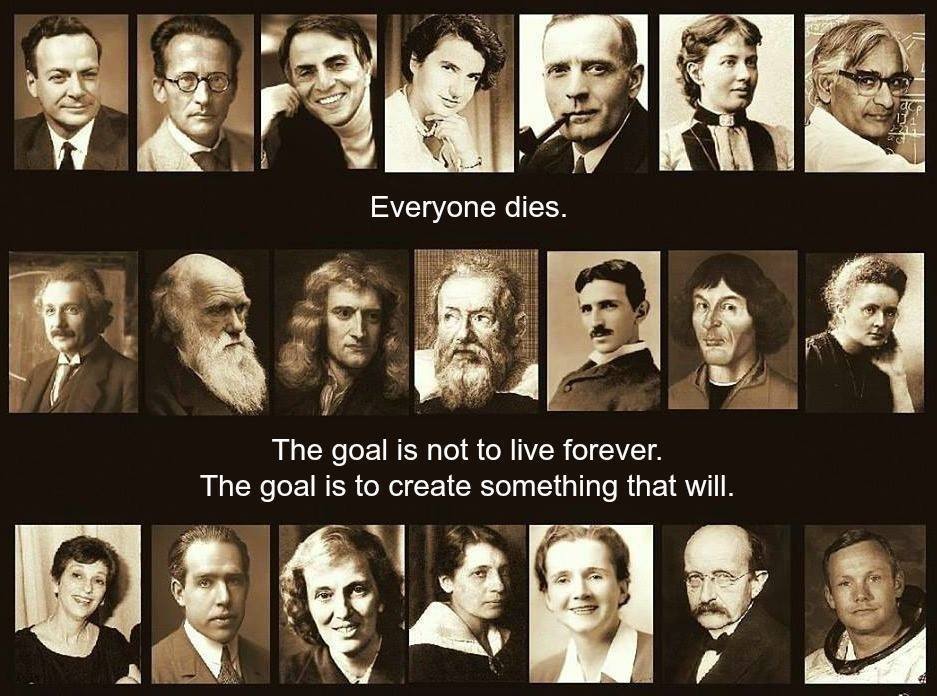 Everyone dies.
The goal is not to live forever.
The goal is to create something that will.